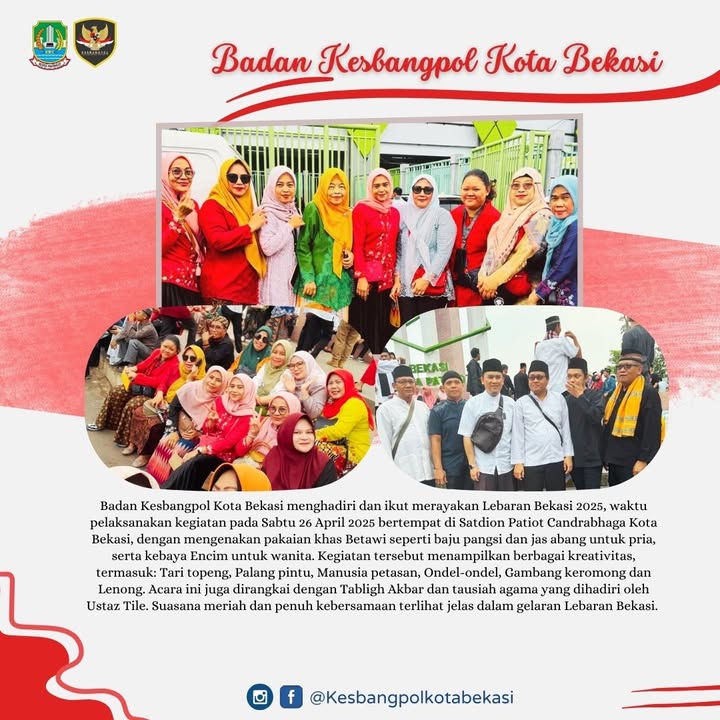 Badan Kesbangpol Kota Bekasi
BEKASI
Badan Kesbangpol Kota Bekasi menghadiri dan ikut merayakan Lebaran Bekasi 2025, waktu
pelaksanakan kegiatan pada Sabtu 26 April 2025 bertempat di Satdion Patiot Candrabhaga Kota
Bekasi, dengan mengenakan pakaian khas Betawi seperti baju pangsi dan jas abang untuk pria,
serta kebaya Encim untuk wanita. Kegiatan tersebut menampilkan berbagai kreativitas,
termasuk: Tari topeng, Palang pintu, Manusia petasan, Ondel-ondel, Gambang keromong dan
Lenong. Acara ini juga dirangkai dengan Tabligh Akbar dan tausiah agama yang dihadiri oleh
Ustaz Tile. Suasana meriah dan penuh kebersamaan terlihat jelas dalam gelaran Lebaran Bekasi.
@Kesbangpolkotabekasi